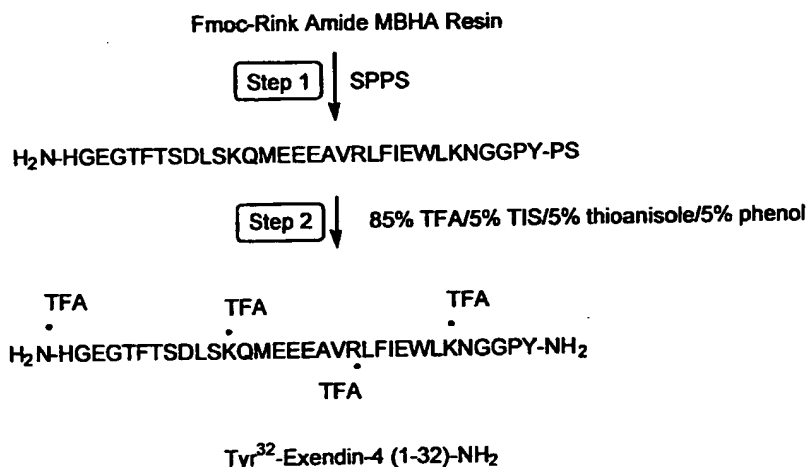 Fmoc-Rink Amide MBHA Resin
Step 1 SPPS
H2N-HGEGTFTSDLSKQMEEEAVRLFIEWLKNGGPY-PS
Step 2 85% TFA/5% TIS/5% thioanisole/5% phenol
TFA TFA TFA
H2N-HGEGTFTSDLSKQMEEEAVRLFIEWLKNGGPY-NH2
TFA
Tyr32-Exendin-4 (1-32)-NH2